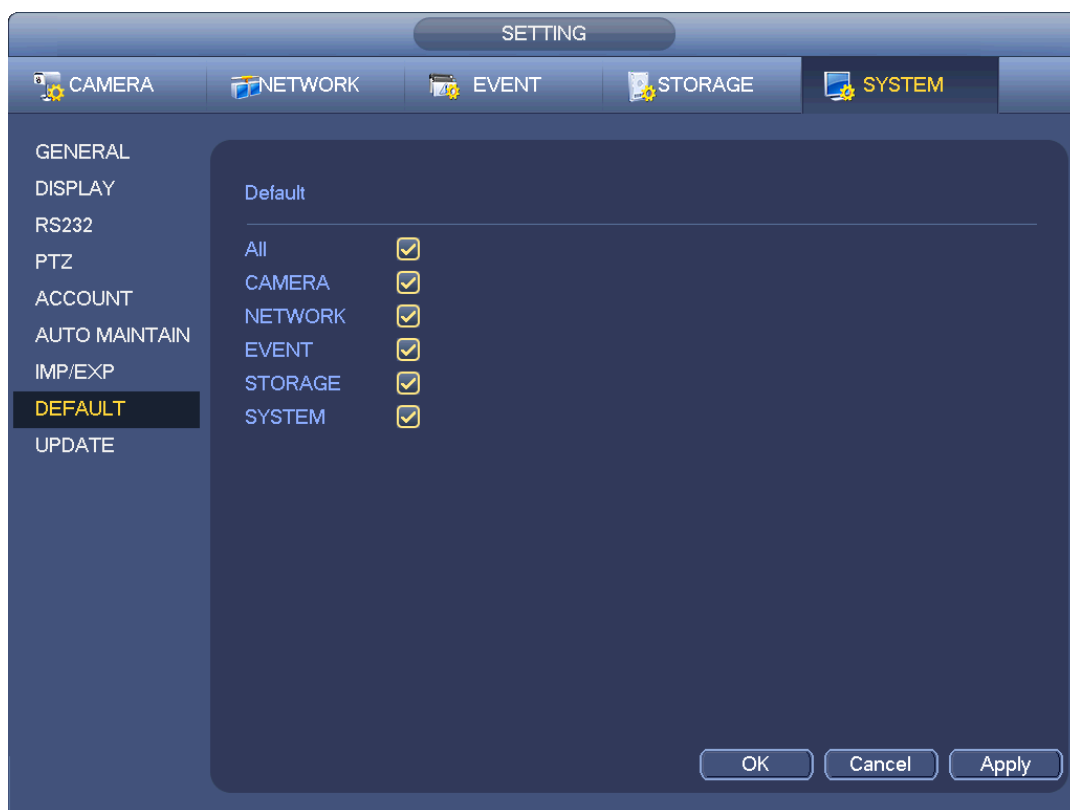 SETTING
CAMERA NETWORK EVENT STORAGE SYSTEM
GENERAL
DISPLAY
RS232
PTZ
ACCOUNT
AUTO MAINTAIN
IMP/EXP
DEFAULT
UPDATE
Default
All
CAMERA
NETWORK
EVENT
STORAGE
SYSTEM
OK Cancel Apply